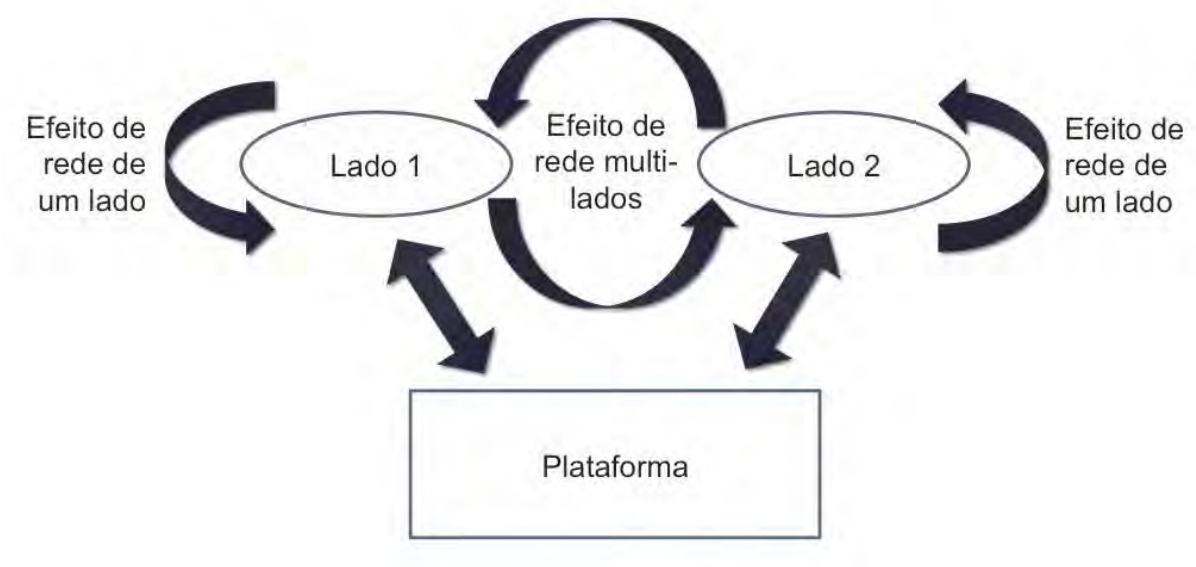 Efeito de
rede de
um lado
Lado 1
Efeito de
rede multi-
lados
Lado 2
Efeito de
rede de
um lado
Plataforma